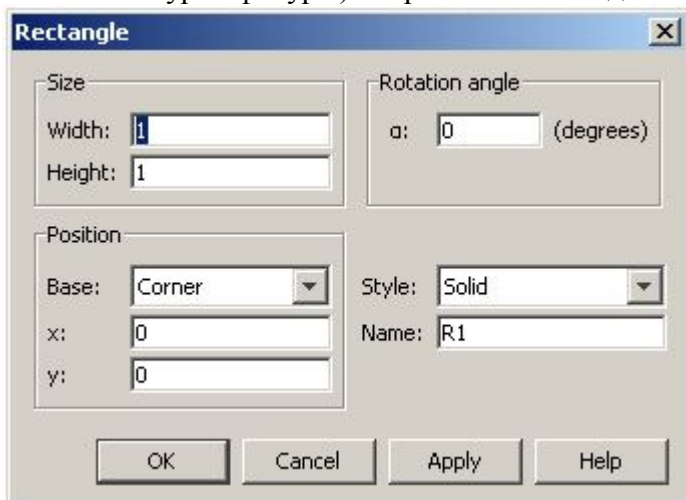 Rectangle
Size
Width: 1
Height: 1
Rotation angle
α: 0 (degrees)
Position
Base: Corner
x: 0
y: 0
Style: Solid
Name: R1
OK Cancel Apply Help